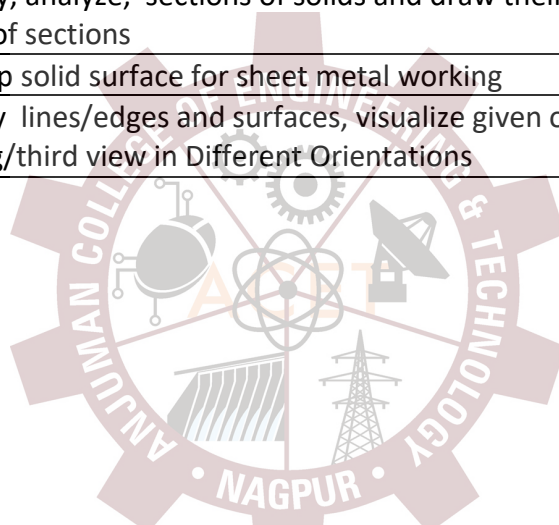 y, analyze, sections of solids and draw their
of sections
p solid surface for sheet metal working
y lines/edges and surfaces, visualize given o
g/third view in Different Orientations
ANJUMAN COLLEGE OF ENGINEERING & TECHNOLOGY
ACET
• NAGPUR •